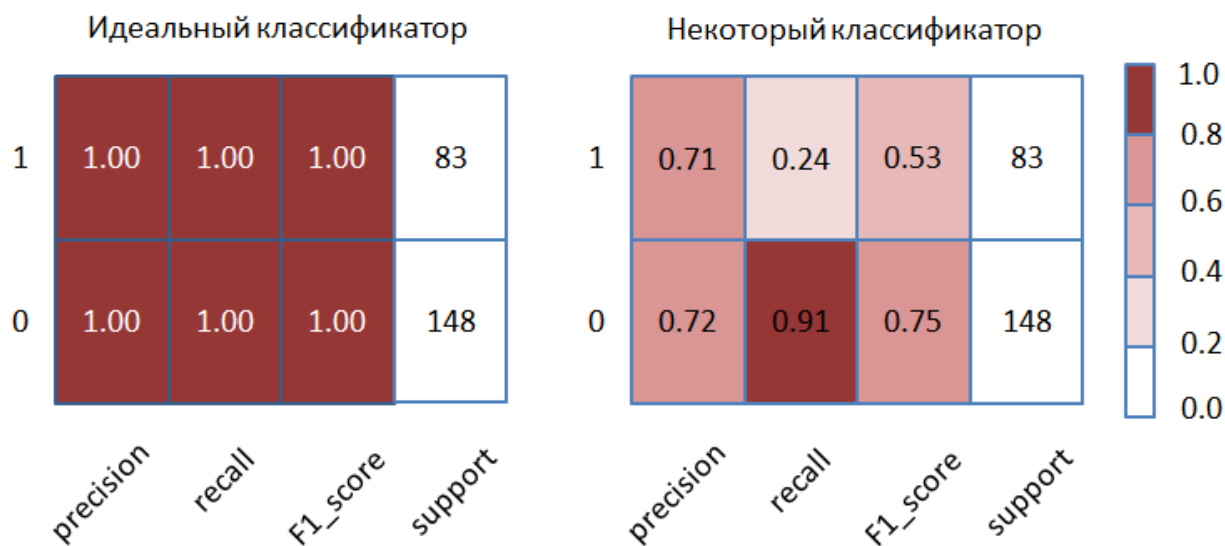 Идеальный классификатор Некоторый классификатор
1.0
1 1.00 1.00 1.00 83 1 0.71 0.24 0.53 83
0.8
0.6
0.4
0 1.00 1.00 1.00 148 0 0.72 0.91 0.75 148
0.2
0.0
precision recall F1_score support precision recall F1_score support